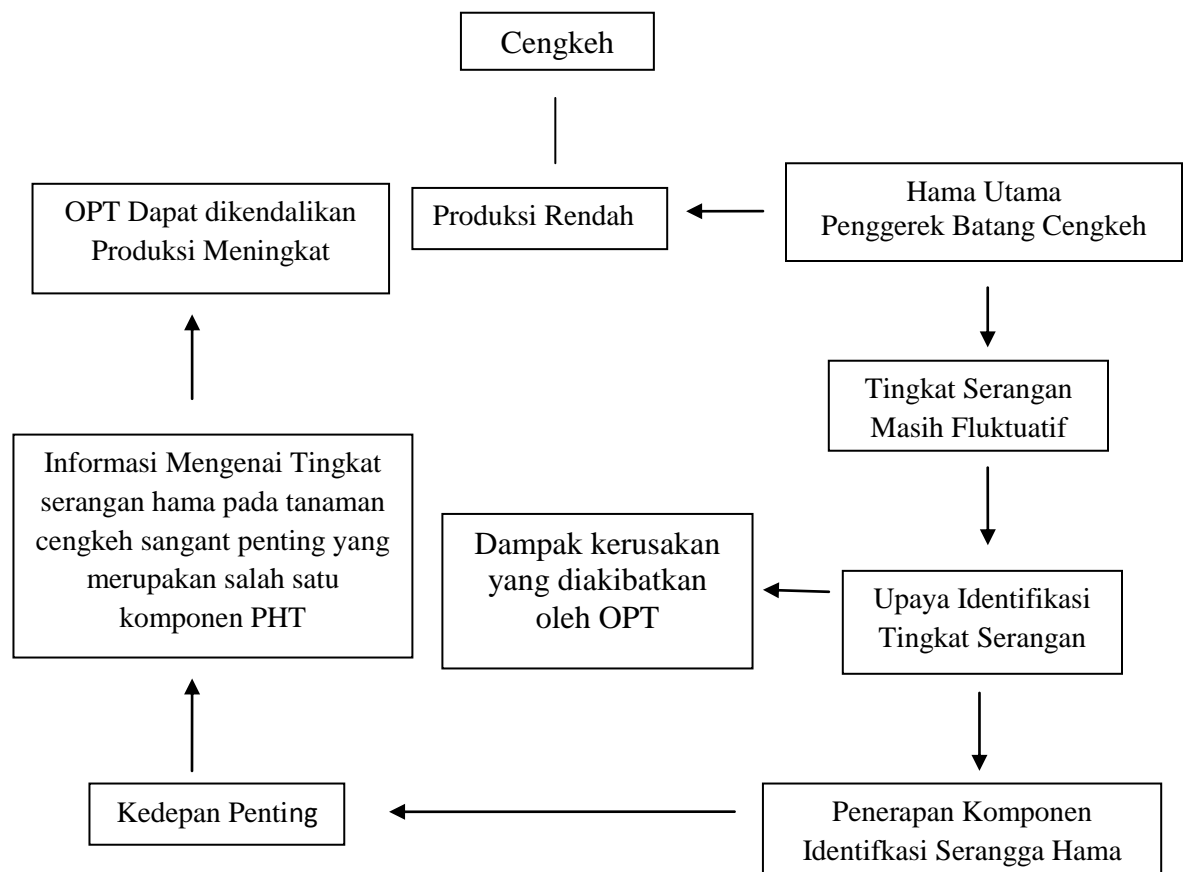 Cengkeh
OPT Dapat dikendalikan
Produksi Meningkat
Produksi Rendah
Hama Utama
Penggerek Batang Cengkeh
Tingkat Serangan
Masih Fluktuatif
Informasi Mengenai Tingkat
serangan hama pada tanaman
cengkeh sangant penting yang
merupakan salah satu
komponen PHT
Dampak kerusakan
yang diakibatkan
oleh OPT
Upaya Identifikasi
Tingkat Serangan
Kedepan Penting
Penerapan Komponen
Identifkasi Serangga Hama